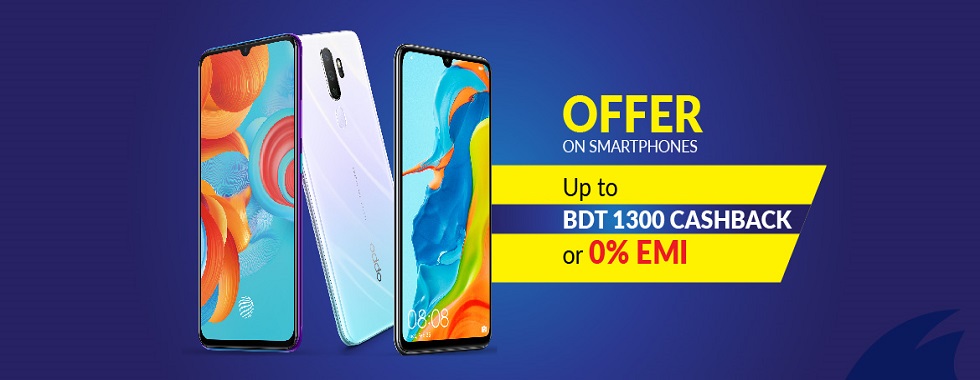 OFFER
ON SMARTPHONES
Up to
BDT 1300 CASHBACK
or 0% EMI
oppo
08:08